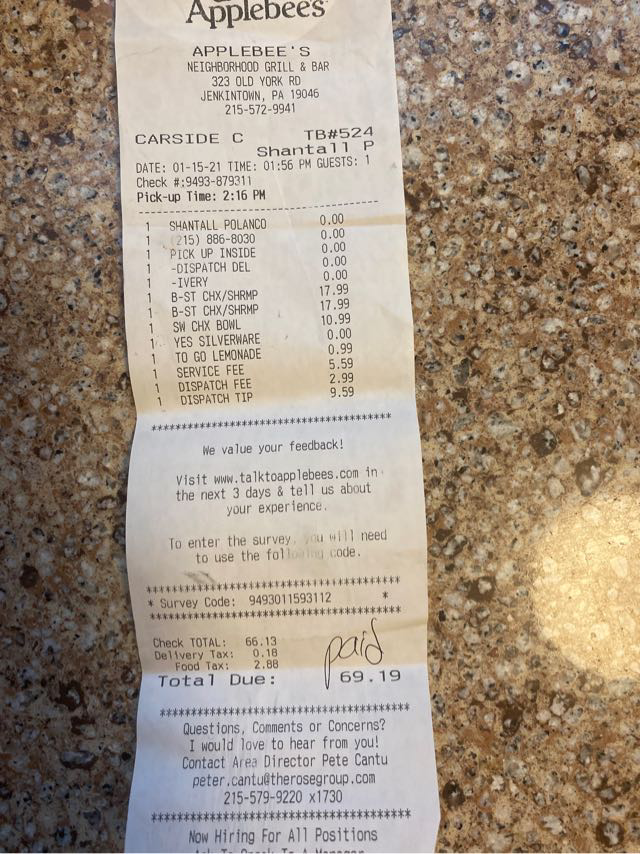 Applebee's
APPLEBEE'S
NEIGHBORHOOD GRILL & BAR
323 OLD YORK RD
JENKINTOWN, PA 19046
215-572-9941
CARSIDE C TB#524
Shantall P
DATE: 01-15-21 TIME: 01:56 PM GUESTS: 1
Check #:9493-879311
Pick-up Time: 2:16 PM
1 SHANTALL POLANCO 0.00
1 (215) 886-8030 0.00
1 PICK UP INSIDE 0.00
1 -DISPATCH DEL 0.00
1 -IVERY 0.00
1 B-ST CHX/SHRMP 17.99
1 B-ST CHX/SHRMP 17.99
1 SW CHX BOWL 10.99
1 YES SILVERWARE 0.00
1 TO GO LEMONADE 0.99
1 SERVICE FEE 5.59
1 DISPATCH FEE 2.99
1 DISPATCH TIP 9.59
****************************************
We value your feedback!
Visit www.talktoapplebees.com in
the next 3 days & tell us about
your experience.
To enter the survey, you will need
to use the following code.
****************************************
* Survey Code: 9493011593112 *
****************************************
Check TOTAL: 66.13
Delivery Tax: 0.18
Food Tax: 2.88
paid
Total Due: 69.19
****************************************
Questions, Comments or Concerns?
I would love to hear from you!
Contact Area Director Pete Cantu
peter.cantu@therosegroup.com
215-579-9220 x1730
****************************************
Now Hiring For All Positions